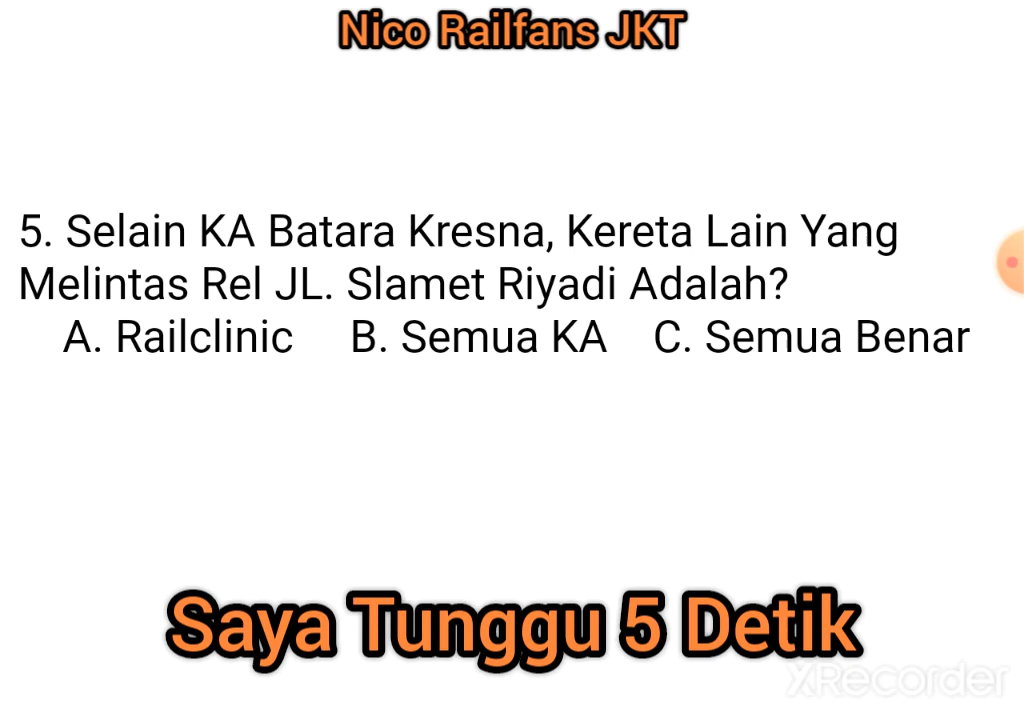 Nico Railfans JKT
5. Selain KA Batara Kresna, Kereta Lain Yang
Melintas Rel JL. Slamet Riyadi Adalah?
A. Railclinic B. Semua KA C. Semua Benar
Saya Tunggu 5 Detik
XRecorder